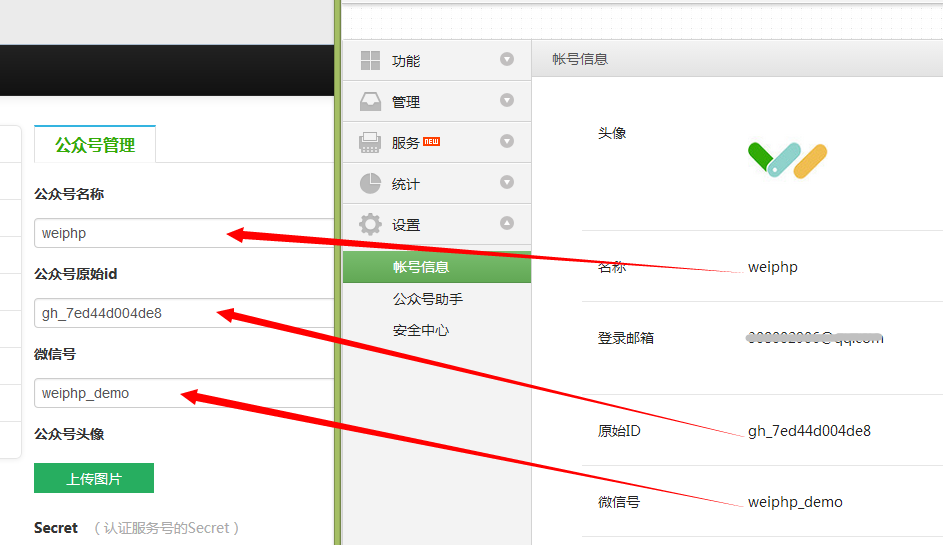 公众号管理
公众号名称
weiphp
公众号原始id
gh_7ed44d004de8
微信号
weiphp_demo
公众号头像
上传图片
Secret （认证服务号的Secret ）
功能
管理
服务 NEW
统计
设置
帐号信息
公众号助手
安全中心
帐号信息
头像
名称 weiphp
登录邮箱
原始ID gh_7ed44d004de8
微信号 weiphp_demo